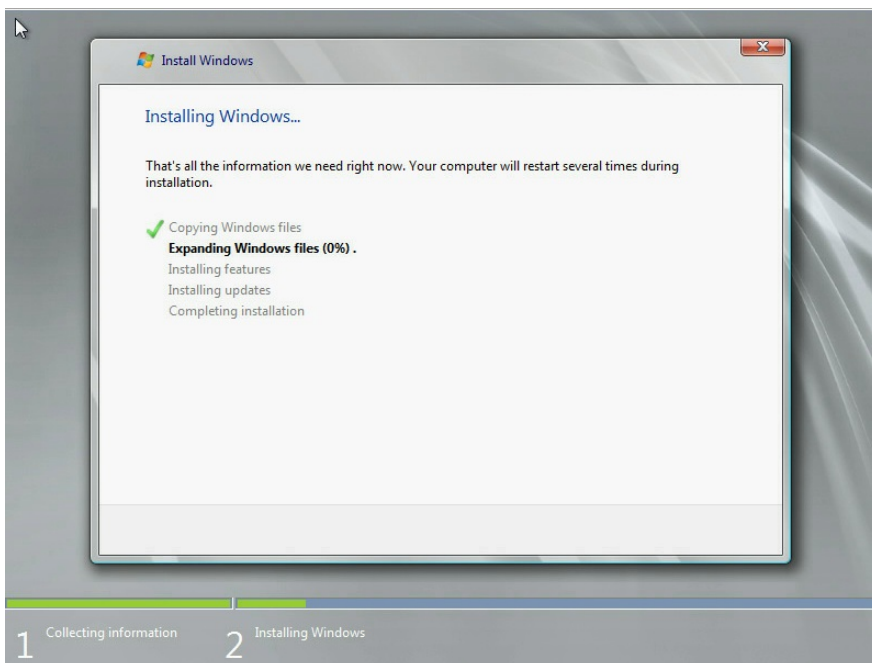 Install Windows
Installing Windows...
That's all the information we need right now. Your computer will restart several times during
installation.
Copying Windows files
Expanding Windows files (0%) .
Installing features
Installing updates
Completing installation
1 Collecting information 2 Installing Windows